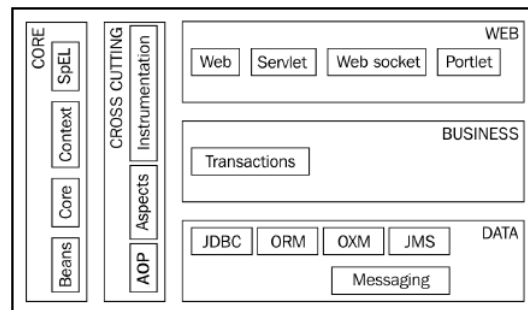 CORE
SpEL
Context
Core
Beans
CROSS CUTTING
Instrumentation
Aspects
AOP
WEB
Web Servlet Web socket Portlet
BUSINESS
Transactions
DATA
JDBC ORM OXM JMS
Messaging